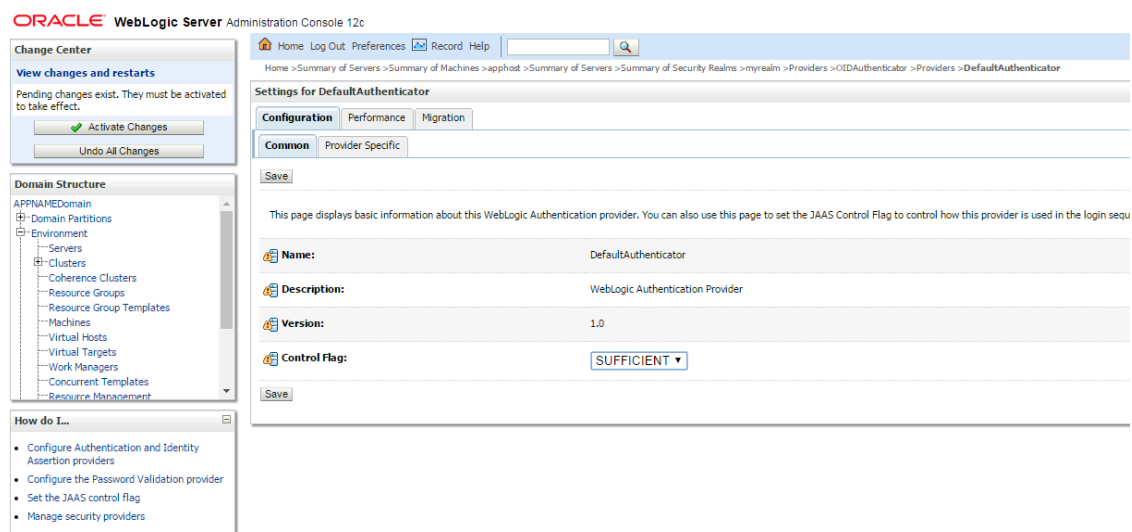 ORACLE WebLogic Server Administration Console 12c
Change Center
View changes and restarts
Pending changes exist. They must be activated
to take effect.
Activate Changes
Undo All Changes
Domain Structure
APPNAMEDomain
Domain Partitions
Environment
Servers
Clusters
Coherence Clusters
Resource Groups
Resource Group Templates
Machines
Virtual Hosts
Virtual Targets
Work Managers
Concurrent Templates
Resource Management
How do I...
Configure Authentication and Identity
Assertion providers
Configure the Password Validation provider
Set the JAAS control flag
Manage security providers
Home Log Out Preferences Record Help
Home >Summary of Servers >Summary of Machines >apphost >Summary of Servers >Summary of Security Realms >myrealm >Providers >OIDAuthenticator >Providers >DefaultAuthenticator
Settings for DefaultAuthenticator
Configuration Performance Migration
Common Provider Specific
Save
This page displays basic information about this WebLogic Authentication provider. You can also use this page to set the JAAS Control Flag to control how this provider is used in the login sequ
Name: DefaultAuthenticator
Description: WebLogic Authentication Provider
Version: 1.0
Control Flag: SUFFICIENT
Save